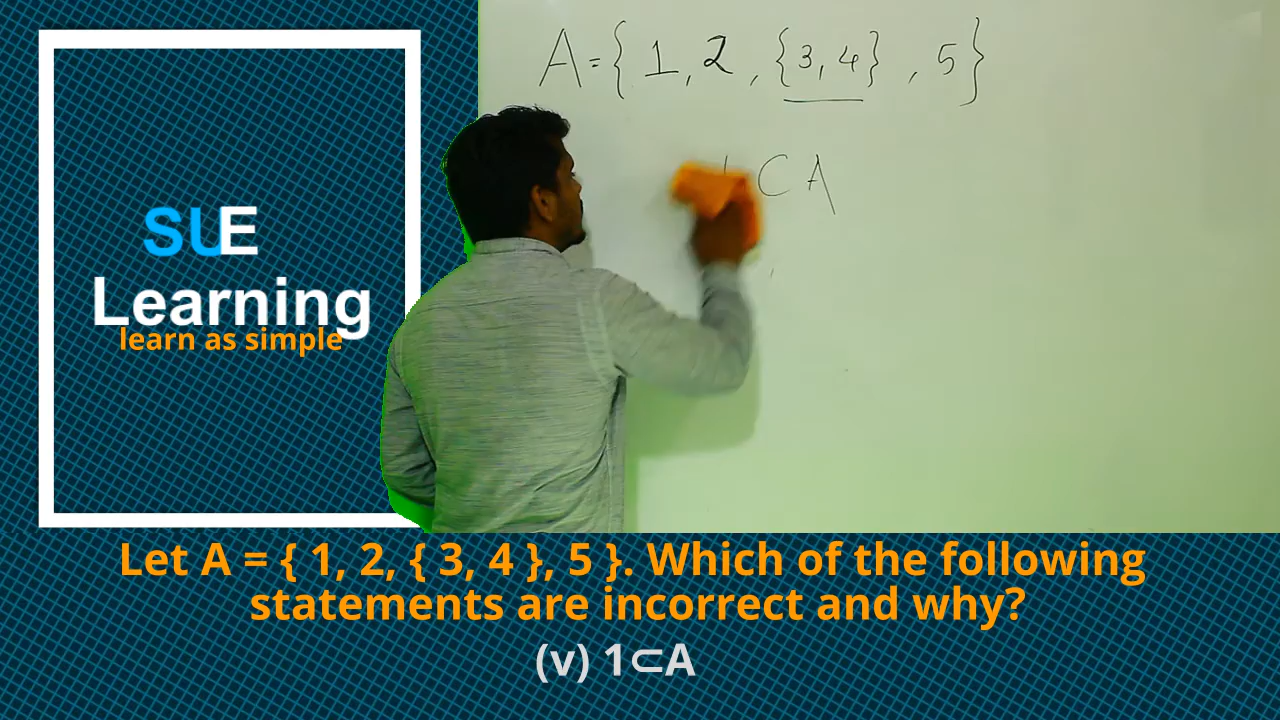 A={ 1, 2, {3, 4} , 5}
⊂ A
SUE
Learning
learn as simple
Let A = { 1, 2, { 3, 4 }, 5 }. Which of the following
statements are incorrect and why?
(v) 1⊂A